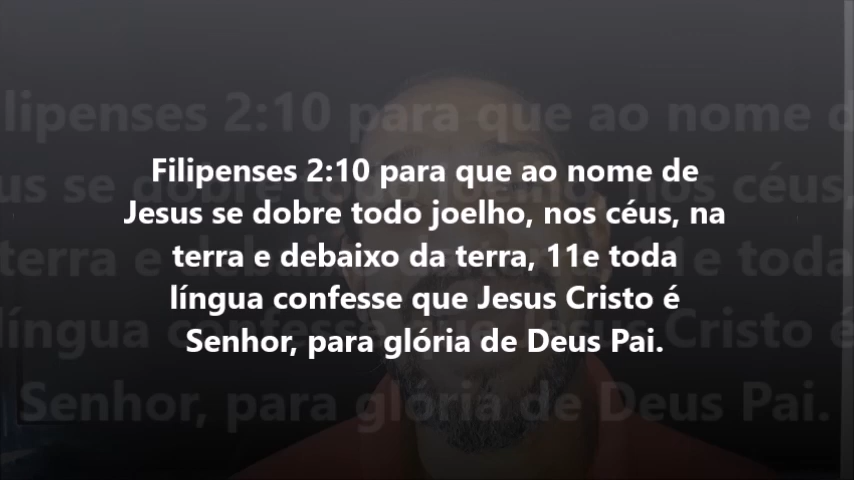 Filipenses 2:10 para que ao nome de
Jesus se dobre todo joelho, nos céus, na
terra e debaixo da terra, 11e toda
língua confesse que Jesus Cristo é
Senhor, para glória de Deus Pai.